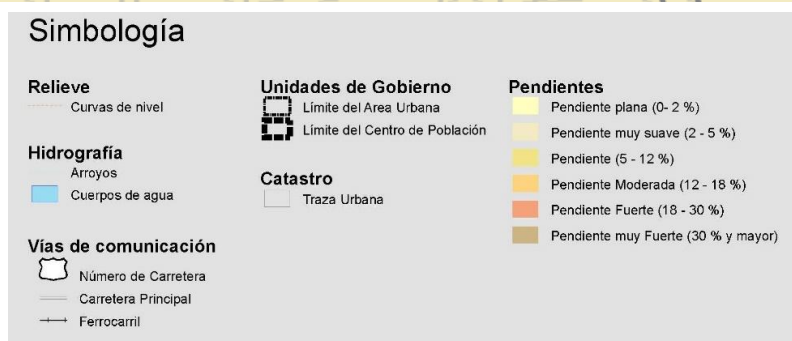 Simbología
Relieve
Curvas de nivel
Hidrografía
Arroyos
Cuerpos de agua
Vías de comunicación
Número de Carretera
Carretera Principal
Ferrocarril
Unidades de Gobierno
Límite del Area Urbana
Límite del Centro de Población
Catastro
Traza Urbana
Pendientes
Pendiente plana (0- 2 %)
Pendiente muy suave (2 - 5 %)
Pendiente (5 - 12 %)
Pendiente Moderada (12 - 18 %)
Pendiente Fuerte (18 - 30 %)
Pendiente muy Fuerte (30 % y mayor)